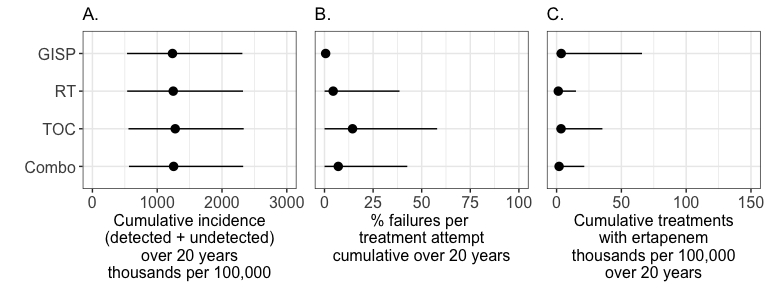 A.
B.
C.
GISP
RT
TOC
Combo
0 1000 2000 3000
0 25 50 75 100
0 50 100 150
Cumulative incidence
(detected + undetected)
over 20 years
thousands per 100,000
% failures per
treatment attempt
cumulative over 20 years
Cumulative treatments
with ertapenem
thousands per 100,000
over 20 years